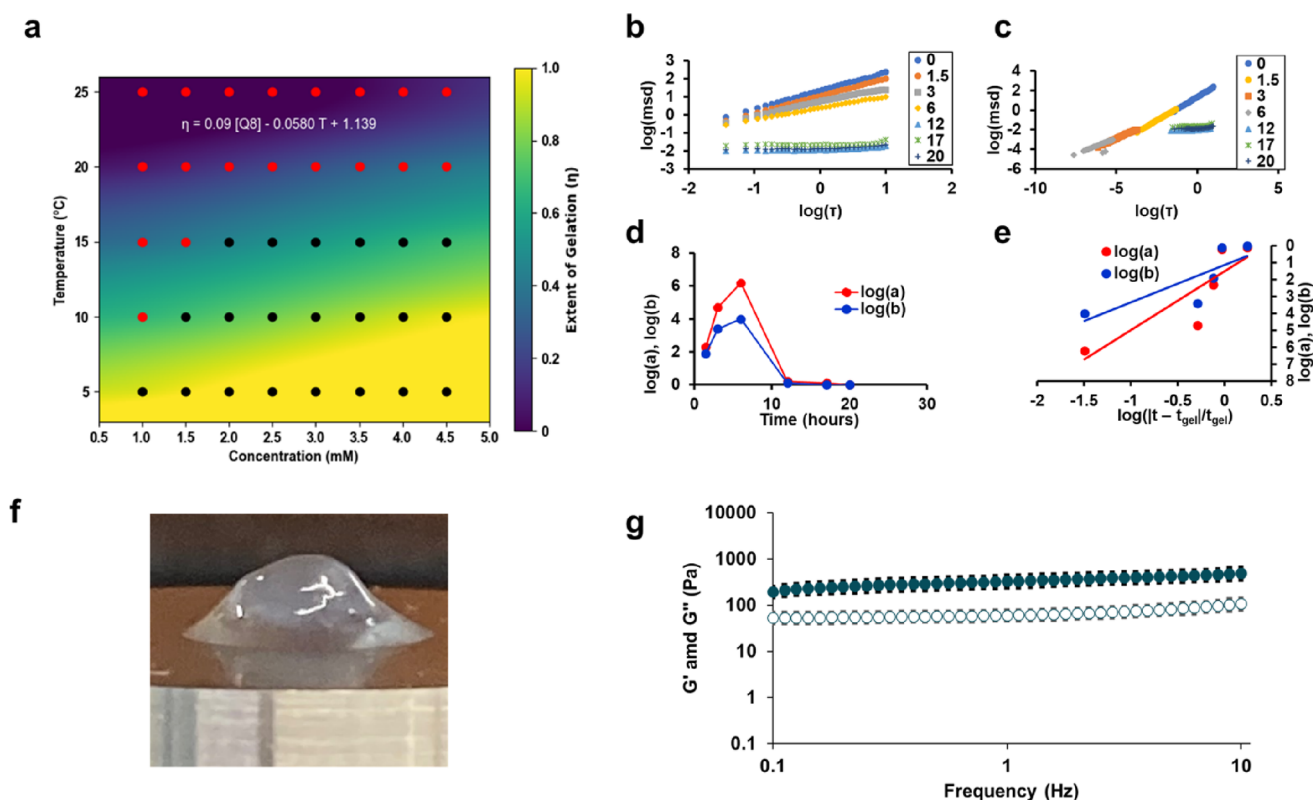 a
25
20
15
10
5
Temperature (°C)
η = 0.09 [Q8] - 0.0580 T + 1.139
0.5 1.0 1.5 2.0 2.5 3.0 3.5 4.0 4.5 5.0
Concentration (mM)
1.0
0.8
0.6
0.4
0.2
0
Extent of Gelation (η)
b
3
2
1
0
-1
-2
-3
log(msd)
-2 -1 0 1 2
log(τ)
0
1.5
3
6
12
17
20
c
4
2
0
-2
-4
-6
log(msd)
-10 -5 0 5
log(τ)
0
1.5
3
6
12
17
20
d
8
6
4
2
0
log(a), log(b)
0 10 20 30
Time (hours)
log(a)
log(b)
e
log(a)
log(b)
0
1
2
3
4
5
6
7
8
log(a), log(b)
-2 -1.5 -1 -0.5 0 0.5
log(|t – tgel|/tgel)
f
g
10000
1000
100
10
1
0.1
G' amd G'' (Pa)
0.1 1 10
Frequency (Hz)